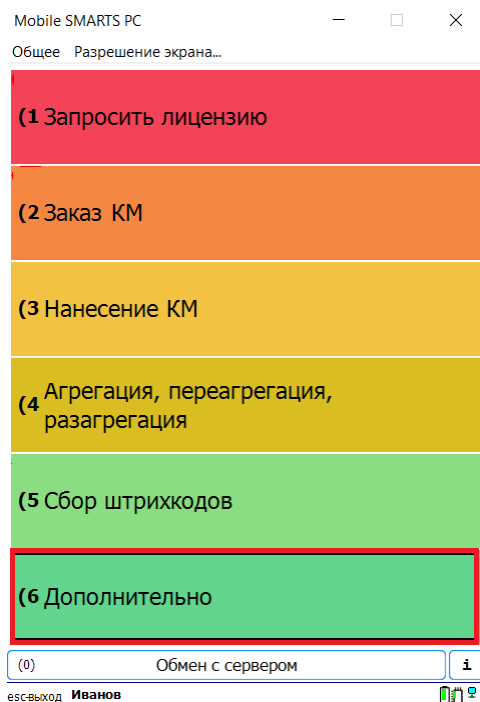 Mobile SMARTS PC
Общее Разрешение экрана...
(1 Запросить лицензию
(2 Заказ КМ
(3 Нанесение КМ
(4 Агрегация, переагрегация,
разагрегация
(5 Сбор штрихкодов
(6 Дополнительно
(0) Обмен с сервером i
esc-выход Иванов